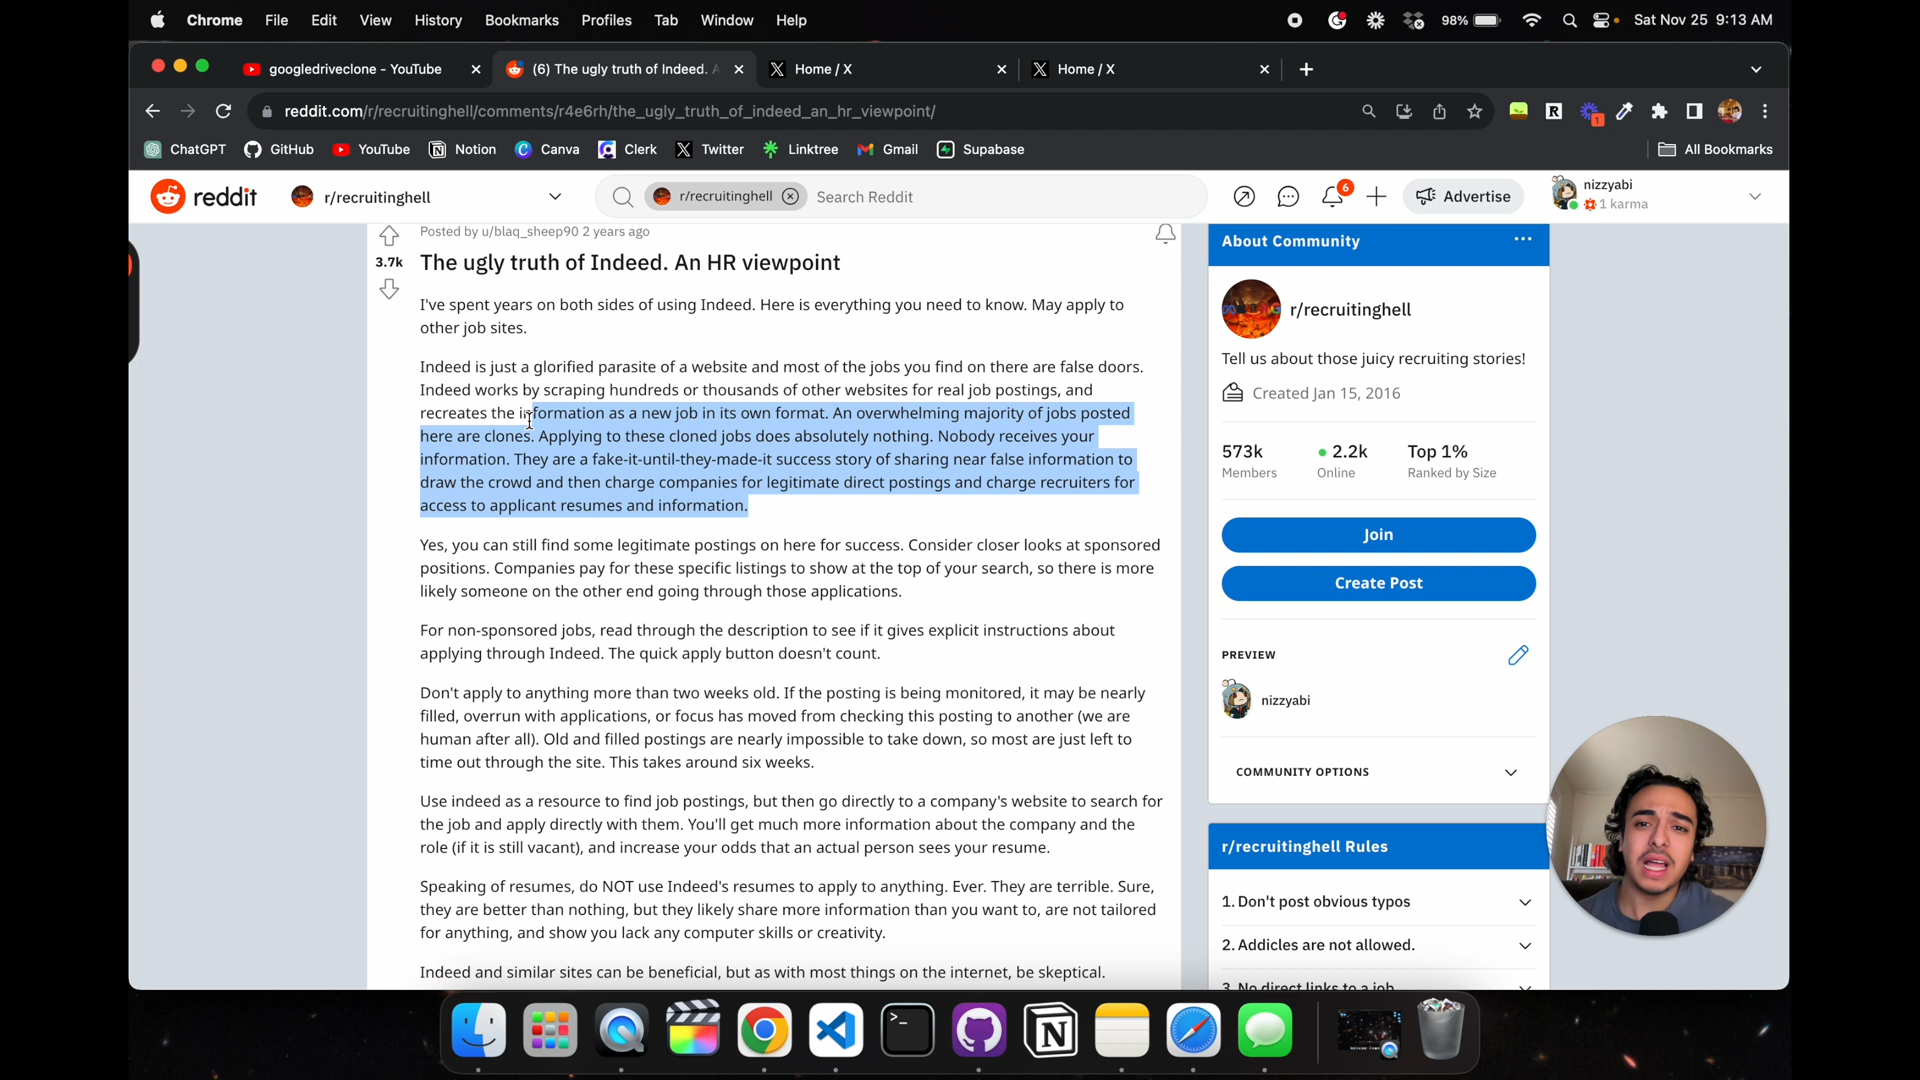 Chrome File Edit View History Bookmarks Profiles Tab Window Help 98% Sat Nov 25 9:13 AM
googledriveclone - YouTube (6) The ugly truth of Indeed. A Home / X Home / X
reddit.com/r/recruitinghell/comments/r4e6rh/the_ugly_truth_of_indeed_an_hr_viewpoint/
1
ChatGPT GitHub YouTube Notion Canva Clerk Twitter Linktree Gmail Supabase All Bookmarks
reddit r/recruitinghell r/recruitinghell Search Reddit 6 Advertise nizzyabi
1 karma
Posted by u/blaq_sheep90 2 years ago
3.7k
The ugly truth of Indeed. An HR viewpoint
I've spent years on both sides of using Indeed. Here is everything you need to know. May apply to
other job sites.
Indeed is just a glorified parasite of a website and most of the jobs you find on there are false doors.
Indeed works by scraping hundreds or thousands of other websites for real job postings, and
recreates the information as a new job in its own format. An overwhelming majority of jobs posted
here are clones. Applying to these cloned jobs does absolutely nothing. Nobody receives your
information. They are a fake-it-until-they-made-it success story of sharing near false information to
draw the crowd and then charge companies for legitimate direct postings and charge recruiters for
access to applicant resumes and information.
Yes, you can still find some legitimate postings on here for success. Consider closer looks at sponsored
positions. Companies pay for these specific listings to show at the top of your search, so there is more
likely someone on the other end going through those applications.
For non-sponsored jobs, read through the description to see if it gives explicit instructions about
applying through Indeed. The quick apply button doesn't count.
Don't apply to anything more than two weeks old. If the posting is being monitored, it may be nearly
filled, overrun with applications, or focus has moved from checking this posting to another (we are
human after all). Old and filled postings are nearly impossible to take down, so most are just left to
time out through the site. This takes around six weeks.
Use indeed as a resource to find job postings, but then go directly to a company's website to search for
the job and apply directly with them. You'll get much more information about the company and the
role (if it is still vacant), and increase your odds that an actual person sees your resume.
Speaking of resumes, do NOT use Indeed's resumes to apply to anything. Ever. They are terrible. Sure,
they are better than nothing, but they likely share more information than you want to, are not tailored
for anything, and show you lack any computer skills or creativity.
Indeed and similar sites can be beneficial, but as with most things on the internet, be skeptical.
About Community
r/recruitinghell
Tell us about those juicy recruiting stories!
Created Jan 15, 2016
573k 2.2k Top 1%
Members Online Ranked by Size
Join
Create Post
PREVIEW
nizzyabi
COMMUNITY OPTIONS
r/recruitinghell Rules
1. Don't post obvious typos
2. Addicles are not allowed.
3. No direct links to a job